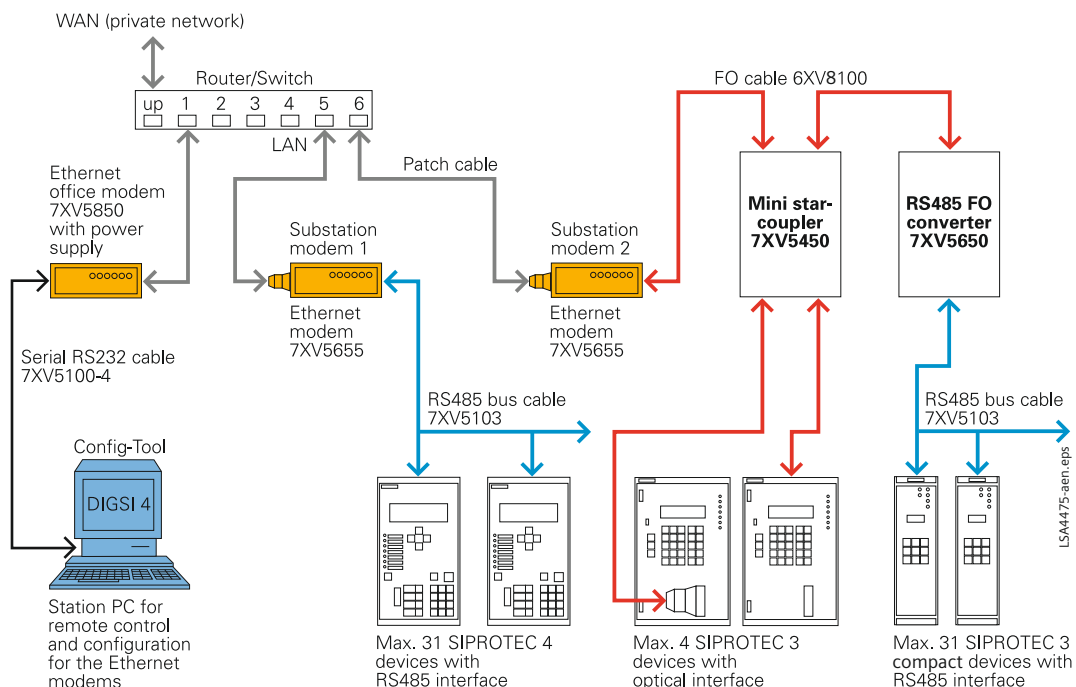 WAN (private network)
Router/Switch
up 1 2 3 4 5 6
LAN
FO cable 6XV8100
Patch cable
Ethernet
office modem
7XV5850
with power
supply
Substation
modem 1
Ethernet
modem
7XV5655
Substation
modem 2
Ethernet
modem
7XV5655
Mini star-
coupler
7XV5450
RS485 FO
converter
7XV5650
Serial RS232 cable
7XV5100-4
RS485 bus cable
7XV5103
RS485 bus cable
7XV5103
Config-Tool
DIGSI 4
Station PC for
remote control
and configuration
for the Ethernet
modems
Max. 31 SIPROTEC 4
devices with
RS485 interface
Max. 4 SIPROTEC 3
devices with
optical interface
Max. 31 SIPROTEC 3
compact devices with
RS485 interface
LSA4475-aen.eps